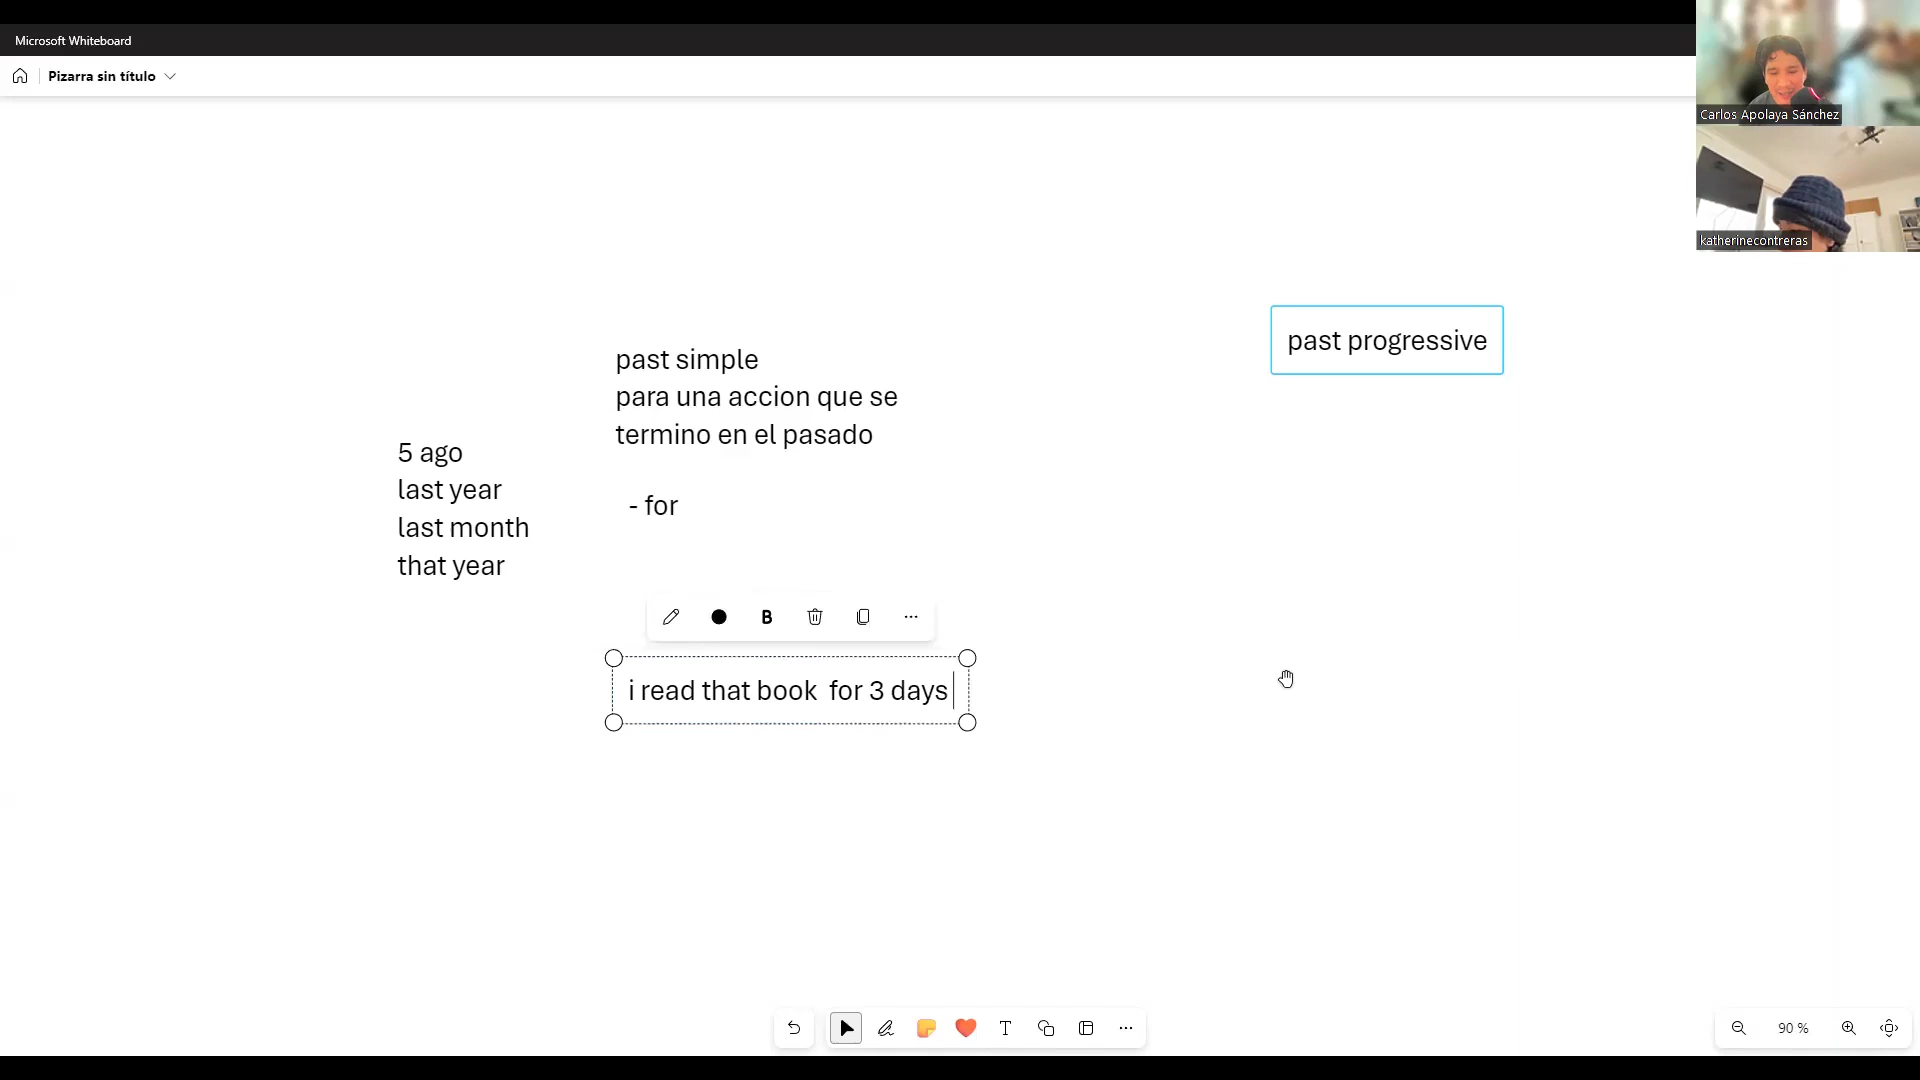 Microsoft Whiteboard
Pizarra sin título
Carlos Apolaya Sánchez
katherinecontreras
past progressive
past simple
para una accion que se
termino en el pasado
5 ago
last year
last month
that year
- for
B
i read that book  for 3 days
T
90 %